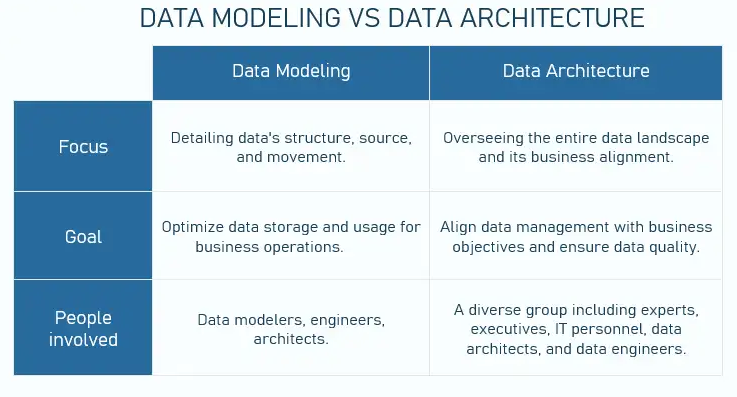 DATA MODELING VS DATA ARCHITECTURE
Data Modeling
Data Architecture
Focus
Detailing data's structure, source,
and movement.
Overseeing the entire data landscape
and its business alignment.
Goal
Optimize data storage and usage for
business operations.
Align data management with business
objectives and ensure data quality.
People
involved
Data modelers, engineers,
architects.
A diverse group including experts,
executives, IT personnel, data
architects, and data engineers.